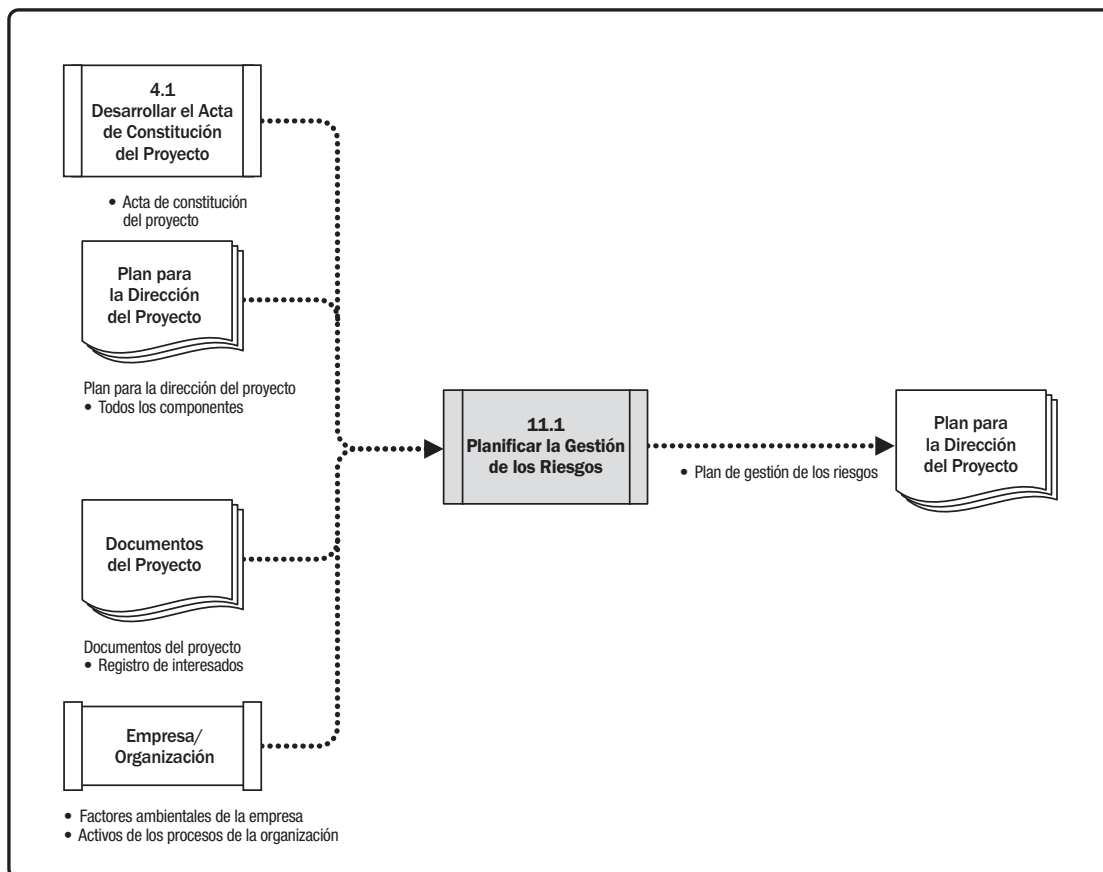 4.1
Desarrollar el Acta
de Constitución
del Proyecto
• Acta de constitución
del proyecto
Plan para
la Dirección
del Proyecto
Plan para la dirección del proyecto
• Todos los componentes
Documentos
del Proyecto
Documentos del proyecto
• Registro de interesados
Empresa/
Organización
• Factores ambientales de la empresa
• Activos de los procesos de la organización
11.1
Planificar la Gestión
de los Riesgos
• Plan de gestión de los riesgos
Plan para
la Dirección
del Proyecto